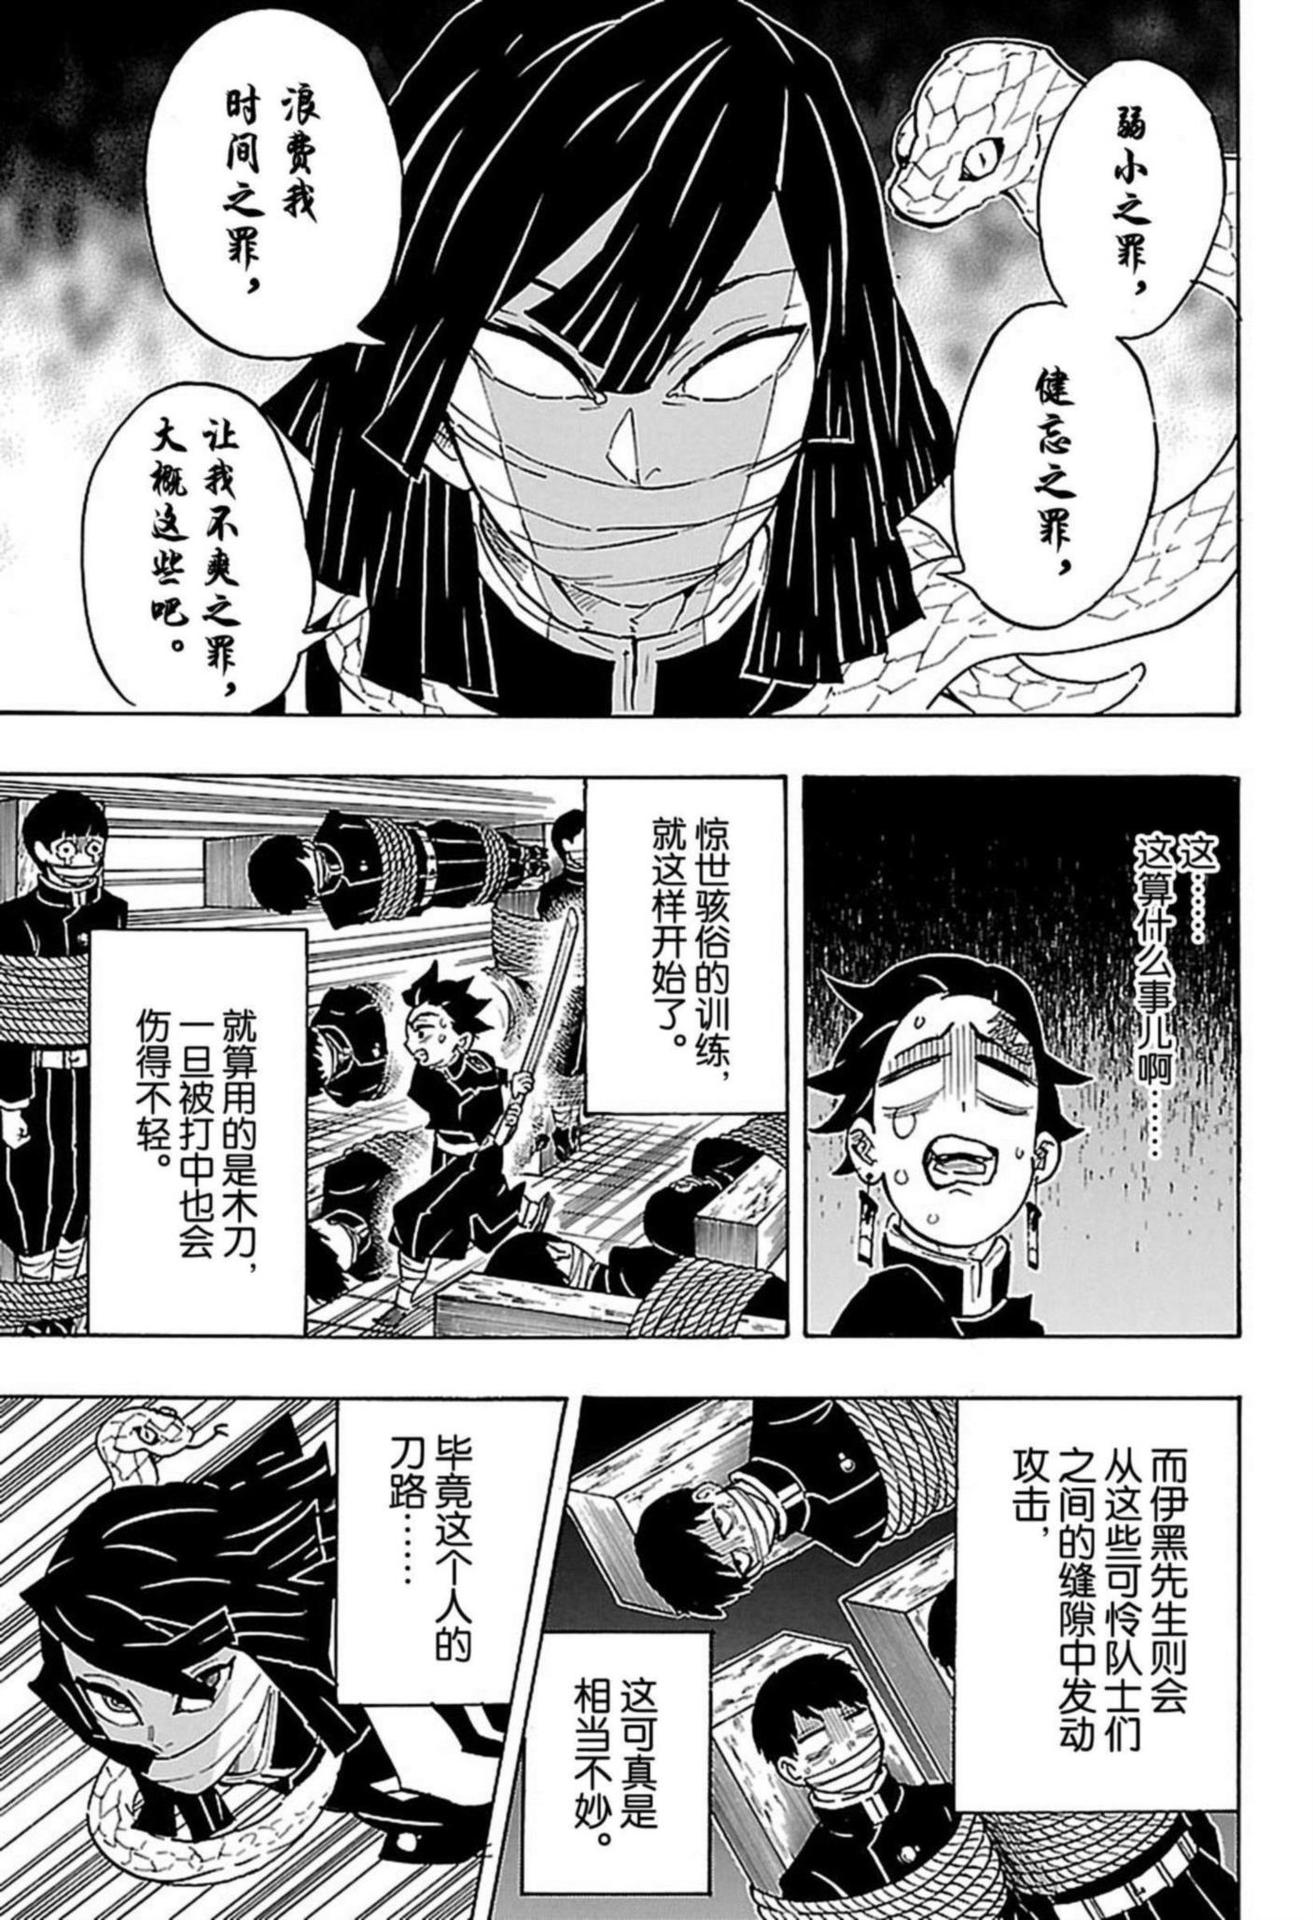 弱小之罪，
健忘之罪，
浪费我
时间之罪，
让我不爽之罪，
大概这些吧。
这……
这算什么事儿啊……
惊世骇俗的训练，
就这样开始了。
就算用的是木刀，
一旦被打中也会
伤得不轻。
而伊黑先生则会
从这些可怜队士们
之间的缝隙中发动
攻击，
这可真是
相当不妙。
毕竟这个人的
刀路……